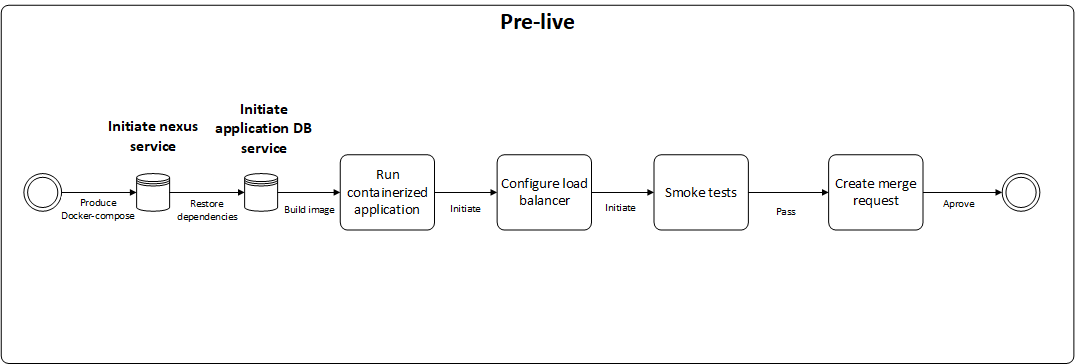 Pre-live
Initiate nexus
service
Initiate
application DB
service
Produce
Docker-compose
Restore
dependencies
Build image
Run
containerized
application
Initiate
Configure load
balancer
Initiate
Smoke tests
Pass
Create merge
request
Aprove